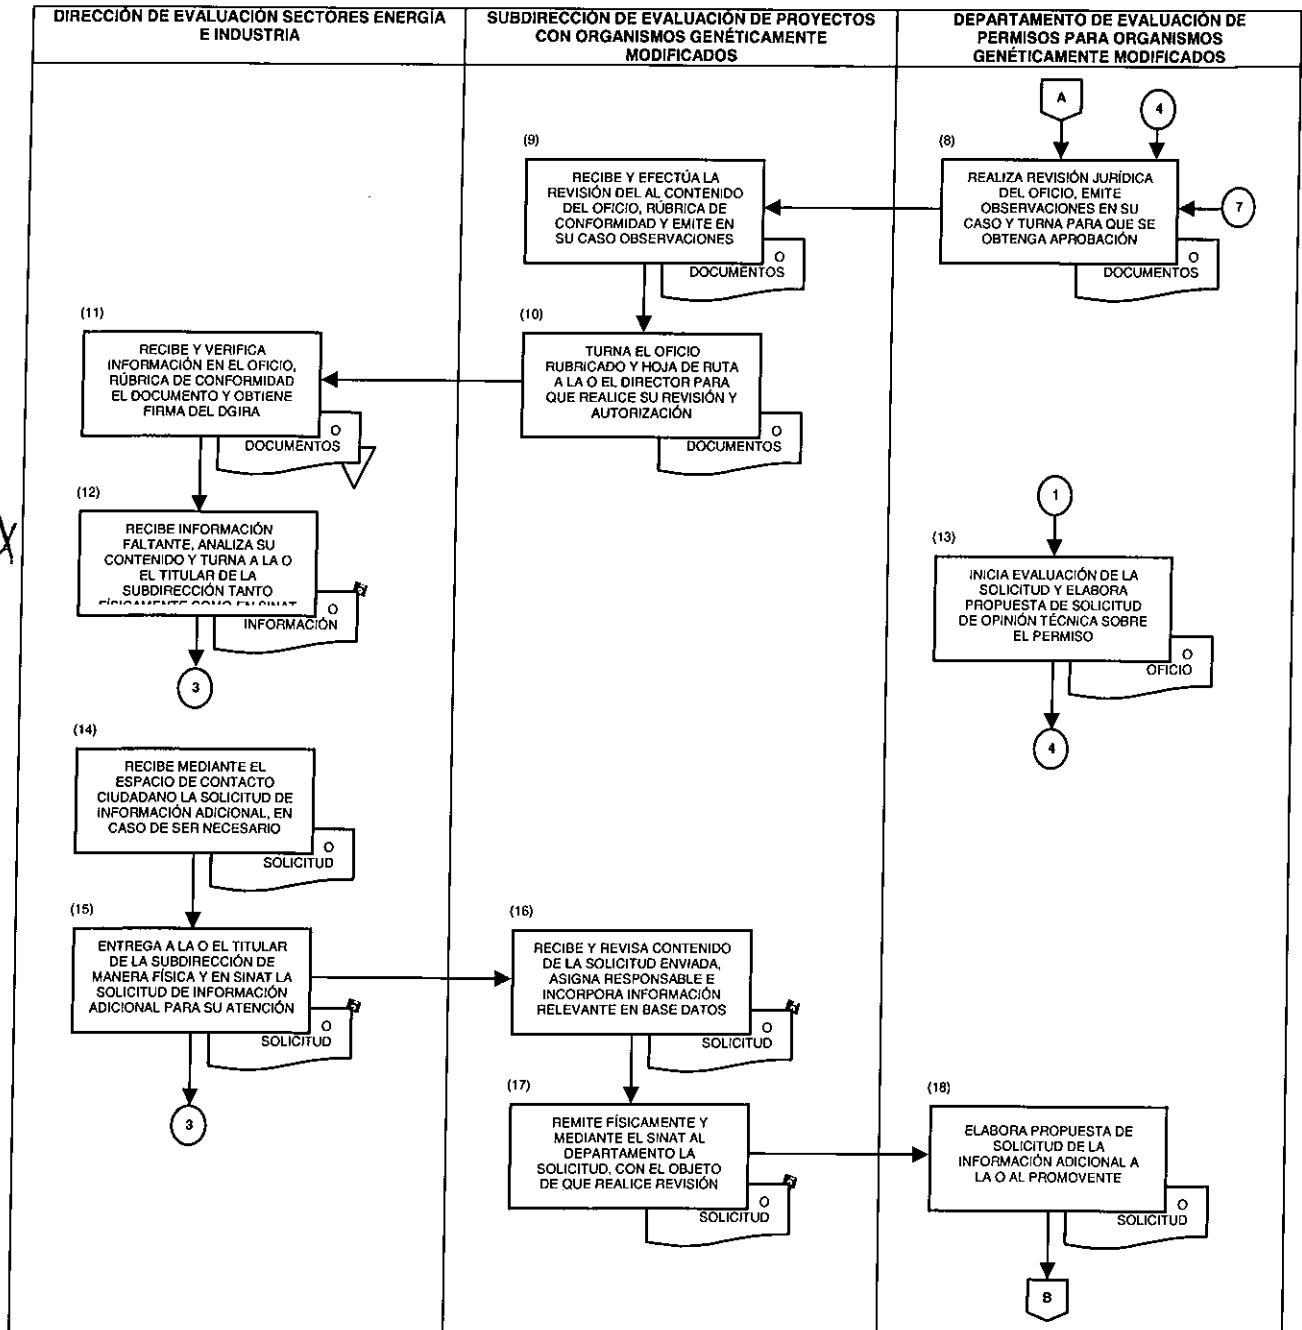 DIRECCIÓN DE EVALUACIÓN SECTORES ENERGÍA
E INDUSTRIA
SUBDIRECCIÓN DE EVALUACIÓN DE PROYECTOS
CON ORGANISMOS GENÉTICAMENTE
MODIFICADOS
DEPARTAMENTO DE EVALUACIÓN DE
PERMISOS PARA ORGANISMOS
GENÉTICAMENTE MODIFICADOS
A
4
(8)
REALIZA REVISIÓN JURÍDICA
DEL OFICIO, EMITE
OBSERVACIONES EN SU
CASO Y TURNA PARA QUE SE
OBTENGA APROBACIÓN
7
O
DOCUMENTOS
(9)
RECIBE Y EFECTÚA LA
REVISIÓN DEL AL CONTENIDO
DEL OFICIO, RÚBRICA DE
CONFORMIDAD Y EMITE EN
SU CASO OBSERVACIONES
O
DOCUMENTOS
(10)
TURNA EL OFICIO
RUBRICADO Y HOJA DE RUTA
A LA O EL DIRECTOR PARA
QUE REALICE SU REVISIÓN Y
AUTORIZACIÓN
O
DOCUMENTOS
(11)
RECIBE Y VERIFICA
INFORMACIÓN EN EL OFICIO,
RÚBRICA DE CONFORMIDAD
EL DOCUMENTO Y OBTIENE
FIRMA DEL DGIRA
O
DOCUMENTOS
(12)
RECIBE INFORMACIÓN
FALTANTE, ANALIZA SU
CONTENIDO Y TURNA A LA O
EL TITULAR DE LA
SUBDIRECCIÓN TANTO
FÍSICAMENTE COMO EN SINAT
O
INFORMACIÓN
3
1
(13)
INICIA EVALUACIÓN DE LA
SOLICITUD Y ELABORA
PROPUESTA DE SOLICITUD
DE OPINIÓN TÉCNICA SOBRE
EL PERMISO
O
OFICIO
4
(14)
RECIBE MEDIANTE EL
ESPACIO DE CONTACTO
CIUDADANO LA SOLICITUD DE
INFORMACIÓN ADICIONAL, EN
CASO DE SER NECESARIO
O
SOLICITUD
(15)
ENTREGA A LA O EL TITULAR
DE LA SUBDIRECCIÓN DE
MANERA FÍSICA Y EN SINAT LA
SOLICITUD DE INFORMACIÓN
ADICIONAL PARA SU ATENCIÓN
O
SOLICITUD
3
(16)
RECIBE Y REVISA CONTENIDO
DE LA SOLICITUD ENVIADA,
ASIGNA RESPONSABLE E
INCORPORA INFORMACIÓN
RELEVANTE EN BASE DATOS
O
SOLICITUD
(17)
REMITE FÍSICAMENTE Y
MEDIANTE EL SINAT AL
DEPARTAMENTO LA
SOLICITUD, CON EL OBJETO
DE QUE REALICE REVISIÓN
O
SOLICITUD
(18)
ELABORA PROPUESTA DE
SOLICITUD DE LA
INFORMACIÓN ADICIONAL A
LA O AL PROMOVENTE
O
SOLICITUD
B